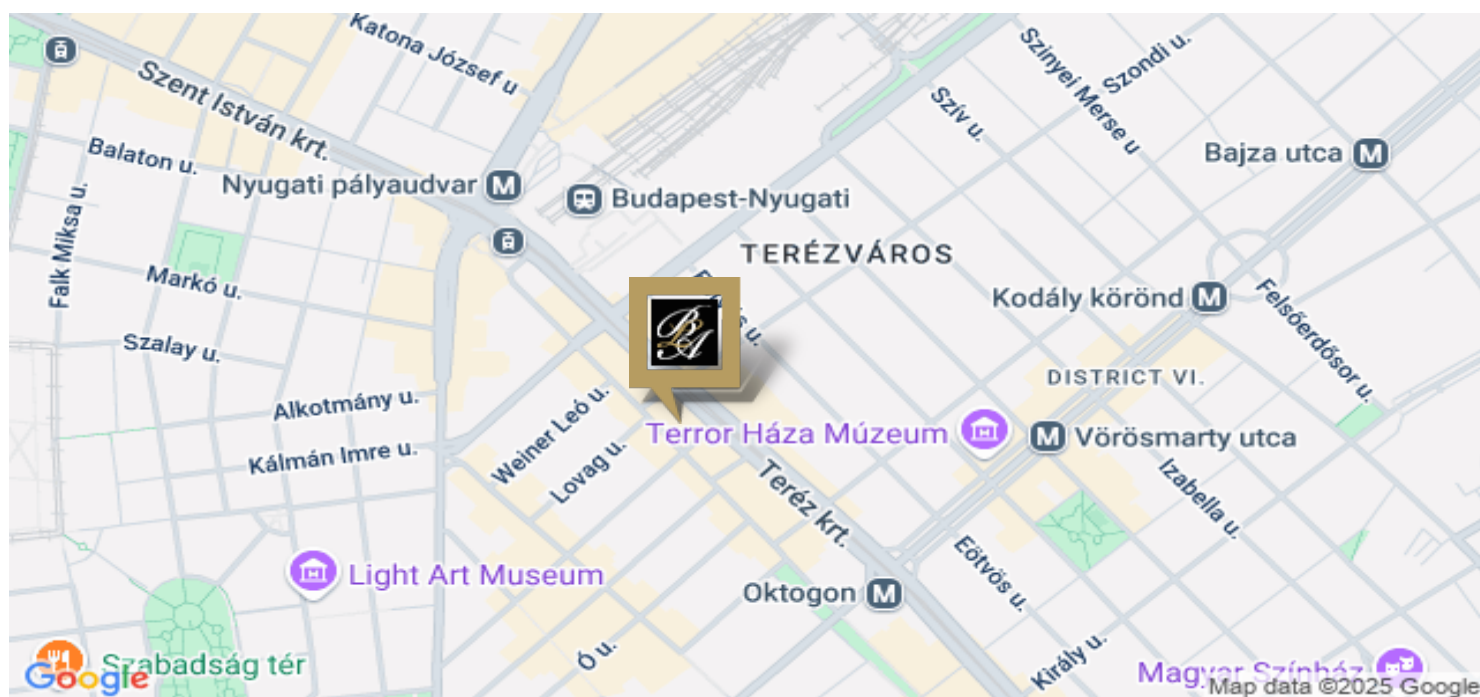 Katona József u
Szinyei Merse u
Szondi u.
Szent István krt.
Szív u.
Balaton u.
Bajza utca M
Nyugati pályaudvar M
Budapest-Nyugati
Falk Miksa u.
TERÉZVÁROS
Markó u.
Kodály körönd M
Felsőerdősor u.
BLA
Szalay u.
DISTRICT VI.
Alkotmány u.
Weiner Leó u.
Terror Háza Múzeum
M Vörösmarty utca
Kálmán Imre u.
Lovag u.
Teréz krt.
Izabella u.
Light Art Museum
Oktogon M
Eötvös u.
Ó u.
Király u.
Szabadság tér
Magyar Színház
Google
Map data ©2025 Google